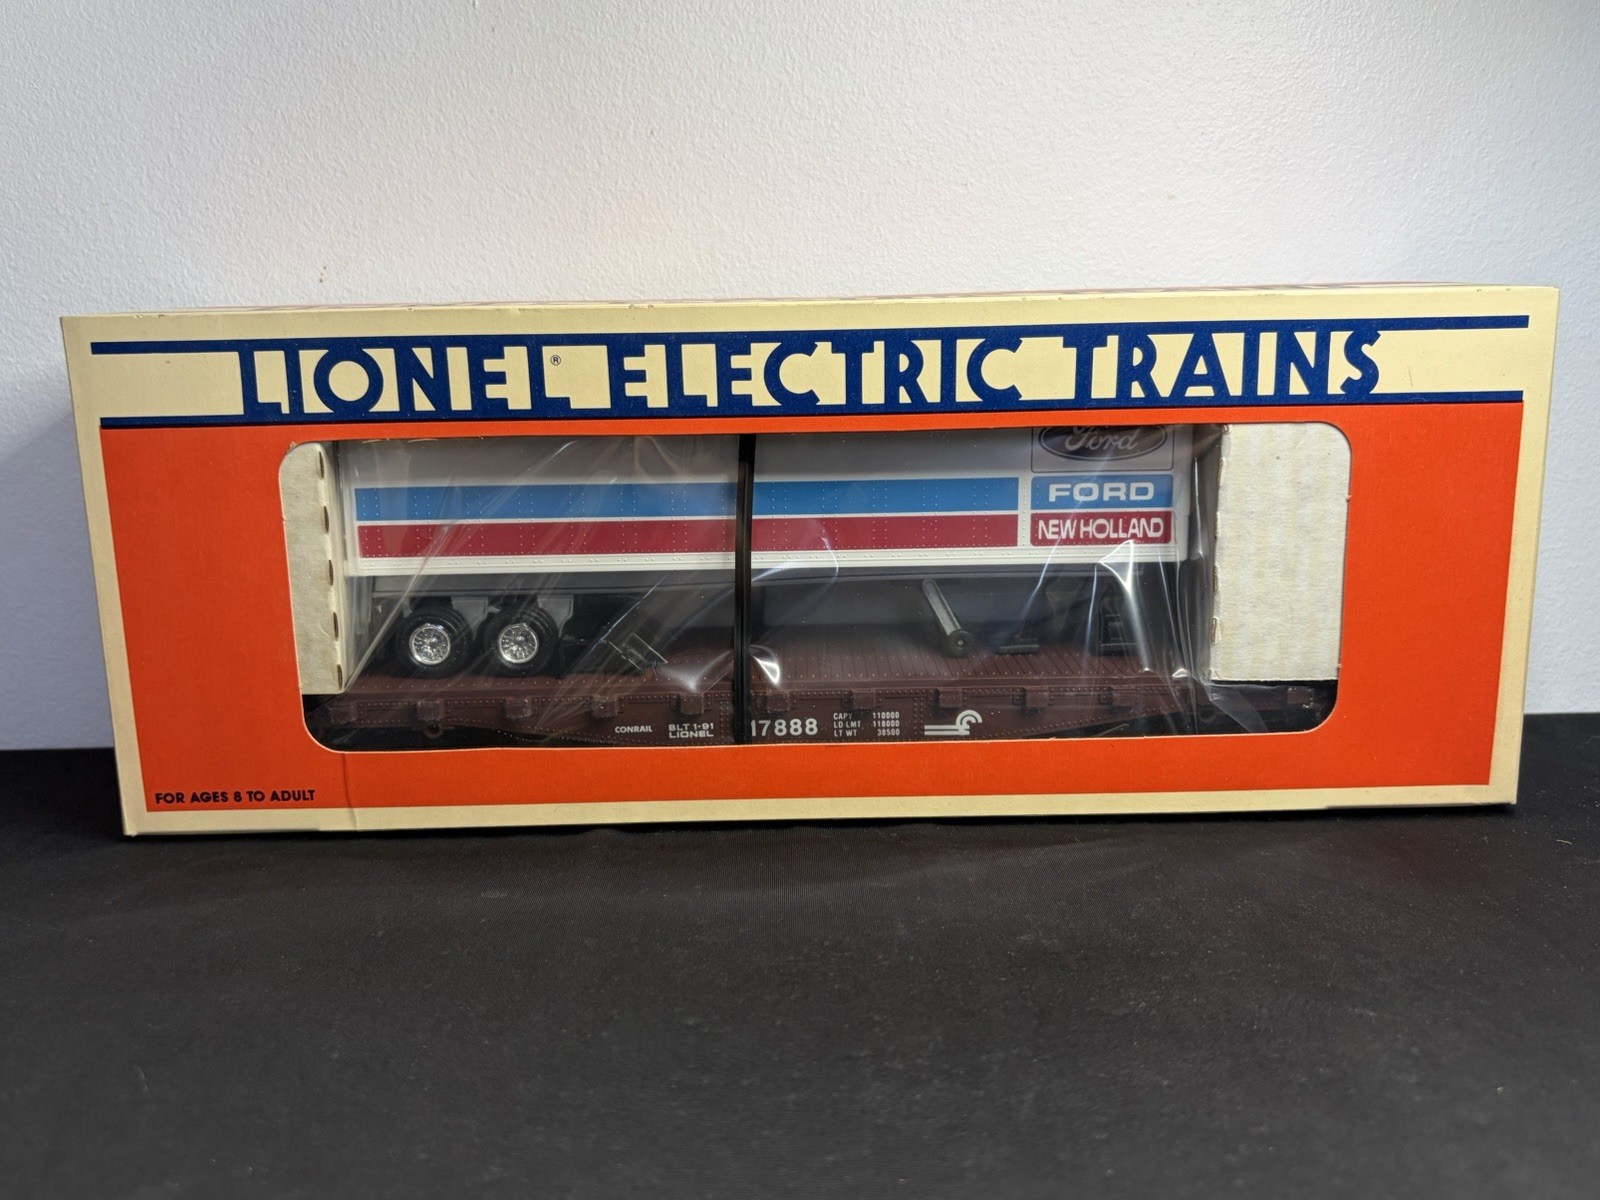 LIONEL® ELECTRIC TRAINS
Ford
FORD
NEW HOLLAND
CONRAIL
BLT 1-91
LIONEL
17888
CAPY 110000
LD LMT 118000
LT WT 38500
FOR AGES 8 TO ADULT